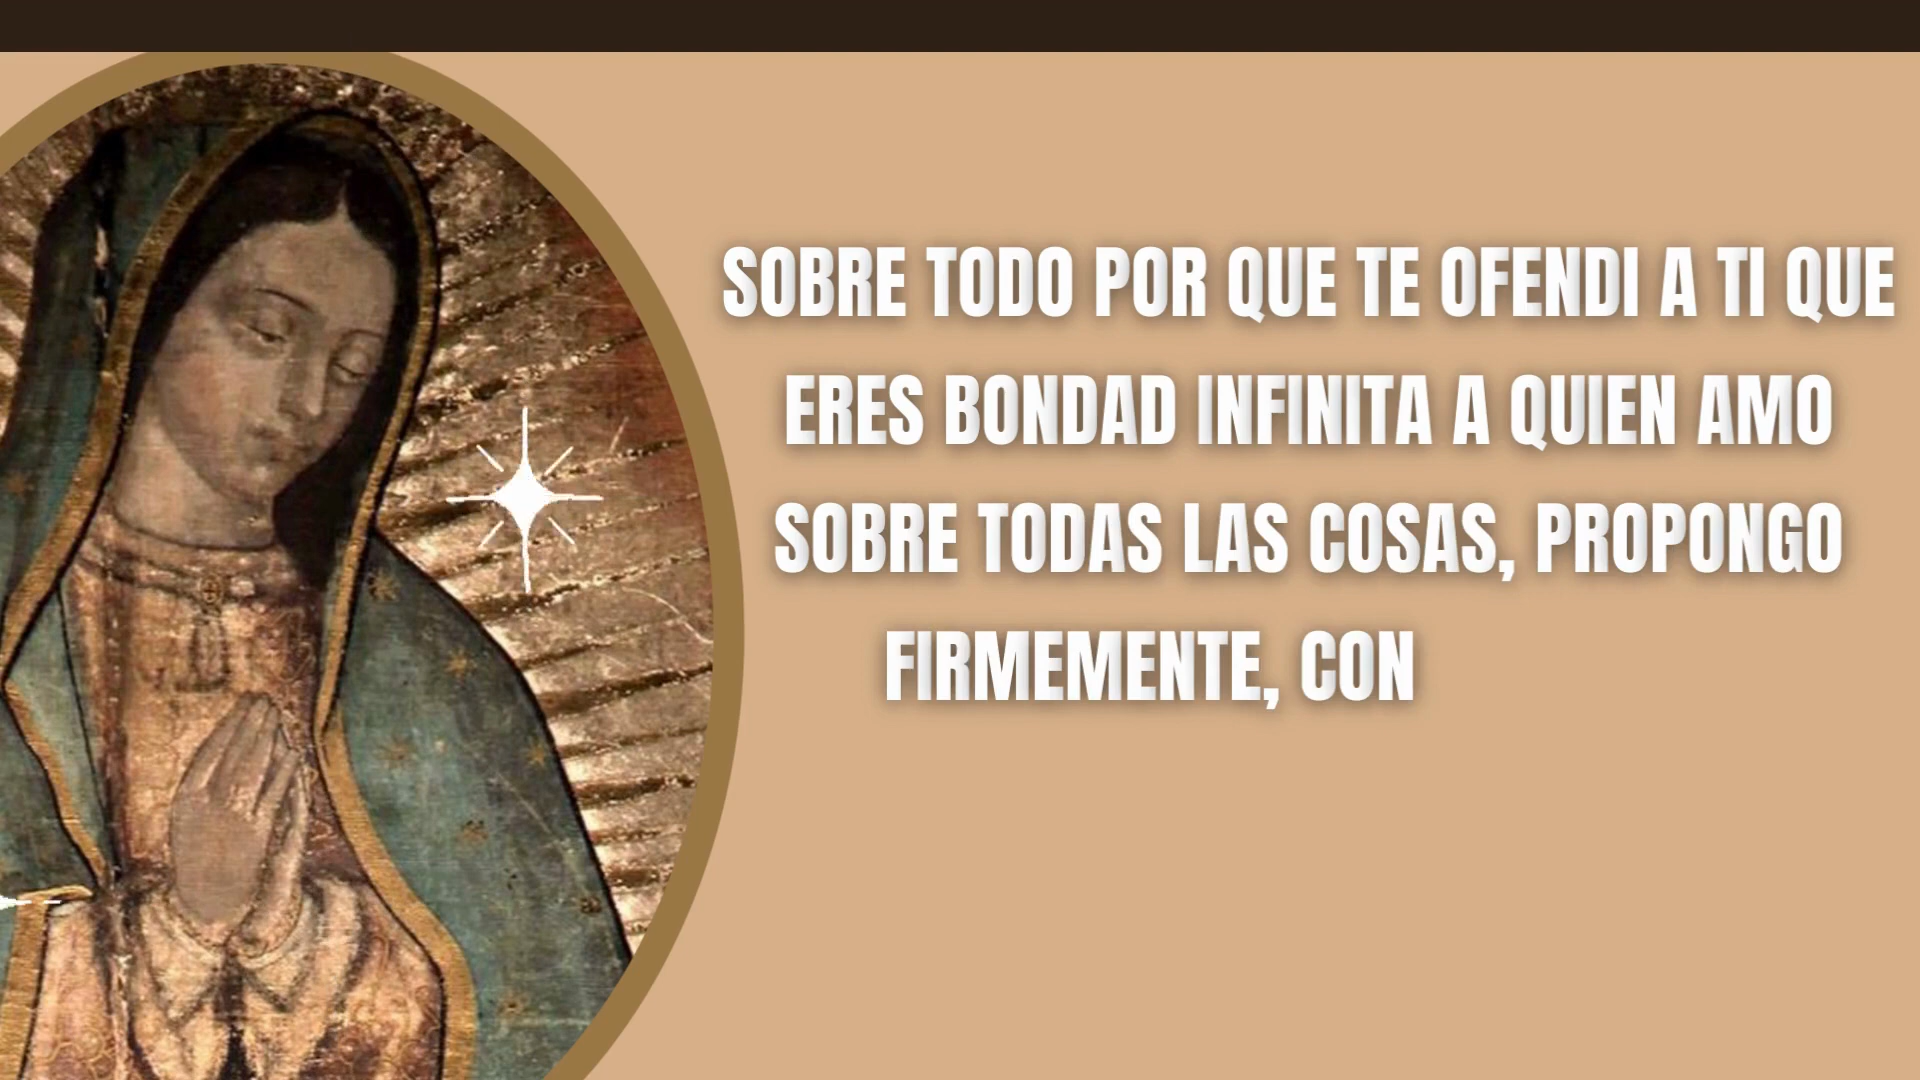 SOBRE TODO POR QUE TE OFENDI A TI QUE
ERES BONDAD INFINITA A QUIEN AMO
SOBRE TODAS LAS COSAS, PROPONGO
FIRMEMENTE, CON